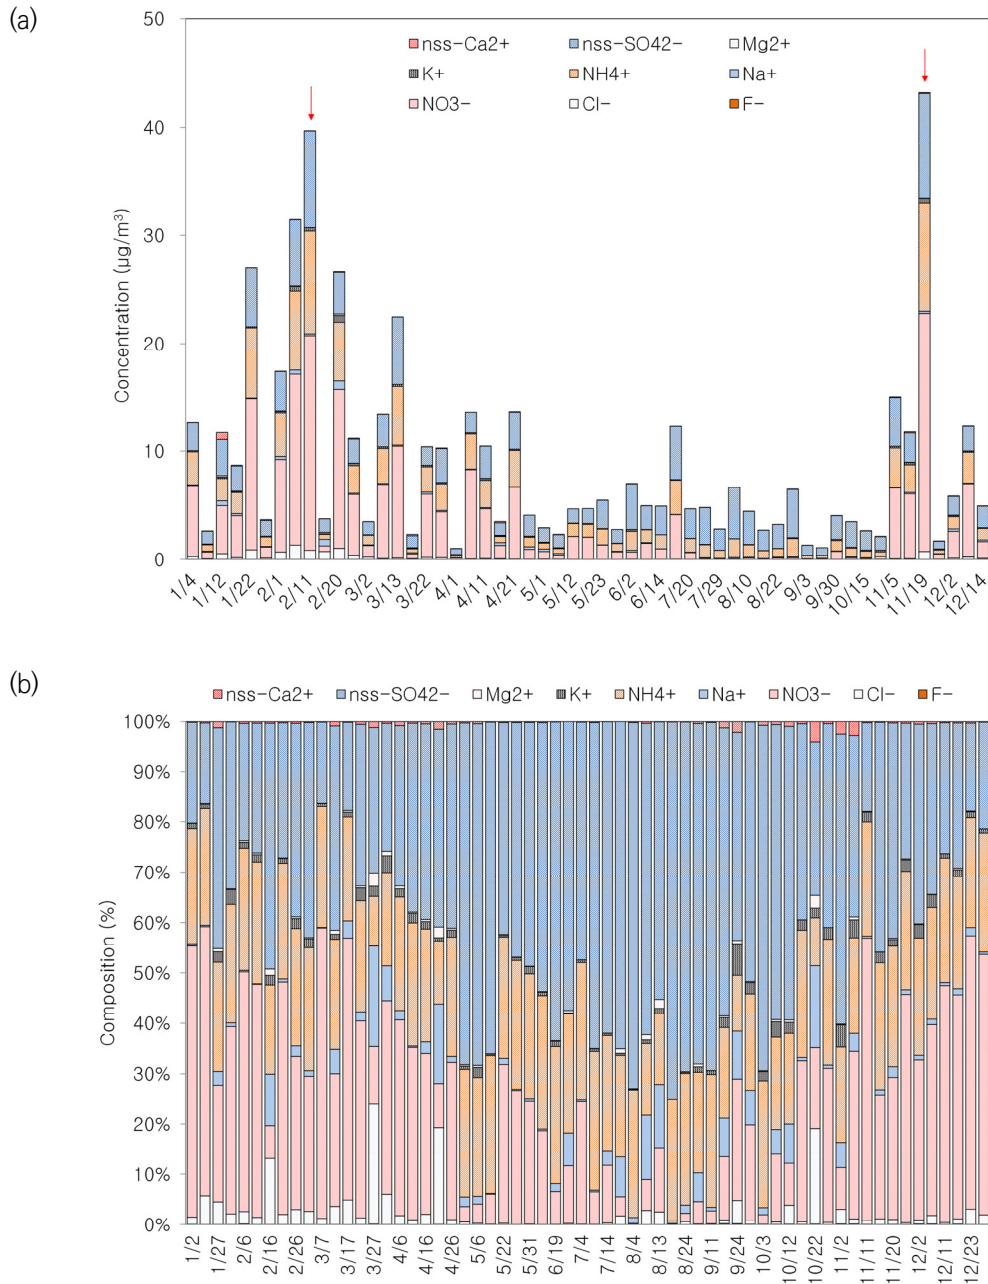 (a)
Concentration (µg/m³)
50
40
30
20
10
0
nss-Ca2+ nss-SO42- Mg2+
K+ NH4+ Na+
NO3- Cl- F-
1/4 1/12 1/22 2/1 2/11 2/20 3/2 3/13 3/22 4/1 4/11 4/21 5/1 5/12 5/23 6/2 6/14 7/20 7/29 8/10 8/22 9/3 9/30 10/15 11/5 11/19 12/2 12/14
(b)
nss-Ca2+ nss-SO42- Mg2+ K+ NH4+ Na+ NO3- Cl- F-
Composition (%)
100%
90%
80%
70%
60%
50%
40%
30%
20%
10%
0%
1/2 1/27 2/6 2/16 2/26 3/7 3/17 3/27 4/6 4/16 4/26 5/6 5/22 5/31 6/19 7/4 7/14 8/4 8/13 8/24 9/11 9/24 10/3 10/12 10/22 11/2 11/11 11/20 12/2 12/11 12/23